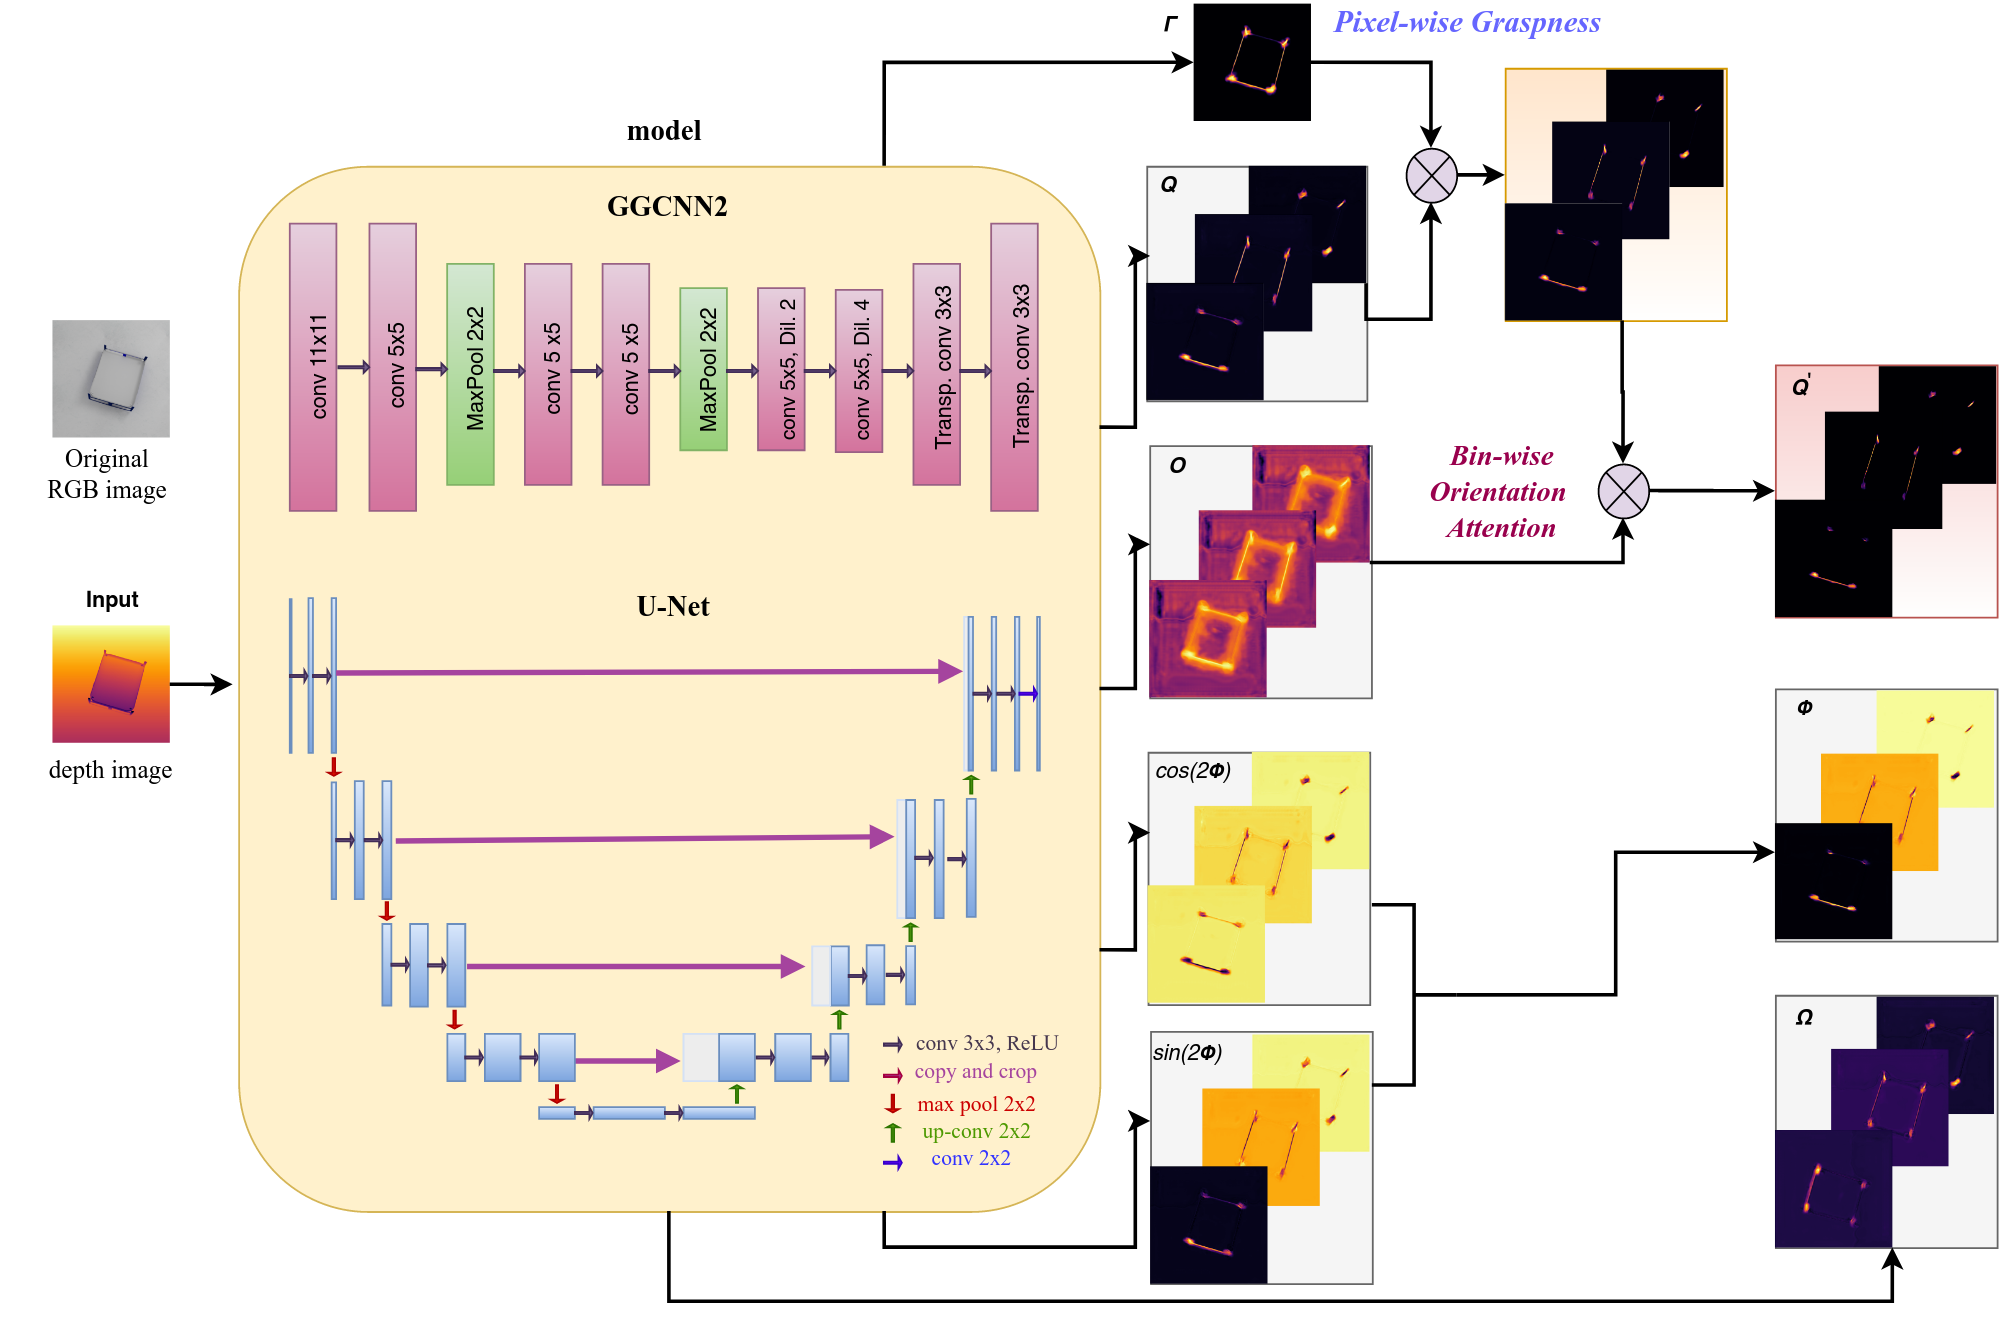 Γ
Pixel-wise Graspness
model
GGCNN2
conv 11x11
conv 5x5
MaxPool 2x2
conv 5 x5
conv 5 x5
MaxPool 2x2
conv 5x5, Dil. 2
conv 5x5, Dil. 4
Transp. conv 3x3
Transp. conv 3x3
Original
RGB image
Input
depth image
U-Net
conv 3x3, ReLU
copy and crop
max pool 2x2
up-conv 2x2
conv 2x2
Q
O
cos(2Φ)
sin(2Φ)
Bin-wise
Orientation
Attention
Q'
Φ
Ω